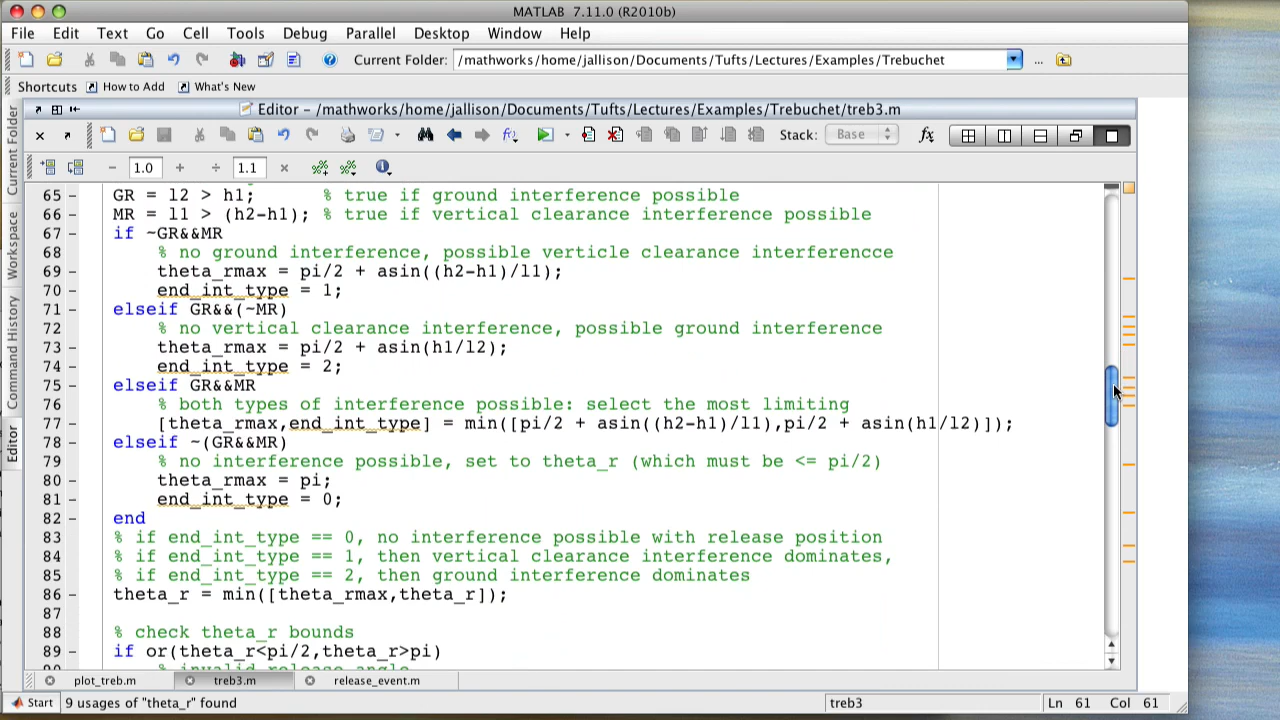 MATLAB 7.11.0 (R2010b)
File Edit Text Go Cell Tools Debug Parallel Desktop Window Help
Current Folder: /mathworks/home/jallison/Documents/Tufts/Lectures/Examples/Trebuchet ...
Shortcuts How to Add What's New
Editor – /mathworks/home/jallison/Documents/Tufts/Lectures/Examples/Trebuchet/treb3.m
Stack: Base fx
− 1.0 + ÷ 1.1 ×
Current Folder
Workspace
Command History
Editor
65 – GR = l2 > h1; % true if ground interference possible
66 – MR = l1 > (h2-h1); % true if vertical clearance interference possible
67 – if ~GR&&MR
68 % no ground interference, possible verticle clearance interferencce
69 – theta_rmax = pi/2 + asin((h2-h1)/l1);
70 – end_int_type = 1;
71 – elseif GR&&(~MR)
72 % no vertical clearance interference, possible ground interference
73 – theta_rmax = pi/2 + asin(h1/l2);
74 – end_int_type = 2;
75 – elseif GR&&MR
76 % both types of interference possible: select the most limiting
77 – [theta_rmax,end_int_type] = min([pi/2 + asin((h2-h1)/l1),pi/2 + asin(h1/l2)]);
78 – elseif ~(GR&&MR)
79 % no interference possible, set to theta_r (which must be <= pi/2)
80 – theta_rmax = pi;
81 – end_int_type = 0;
82 – end
83 % if end_int_type == 0, no interference possible with release position
84 % if end_int_type == 1, then vertical clearance interference dominates,
85 % if end_int_type == 2, then ground interference dominates
86 – theta_r = min([theta_rmax,theta_r]);
87
88 % check theta_r bounds
89 – if or(theta_r<pi/2,theta_r>pi)
90 % invalid release angle
plot_treb.m treb3.m release_event.m
Start 9 usages of "theta_r" found treb3 Ln 61 Col 61